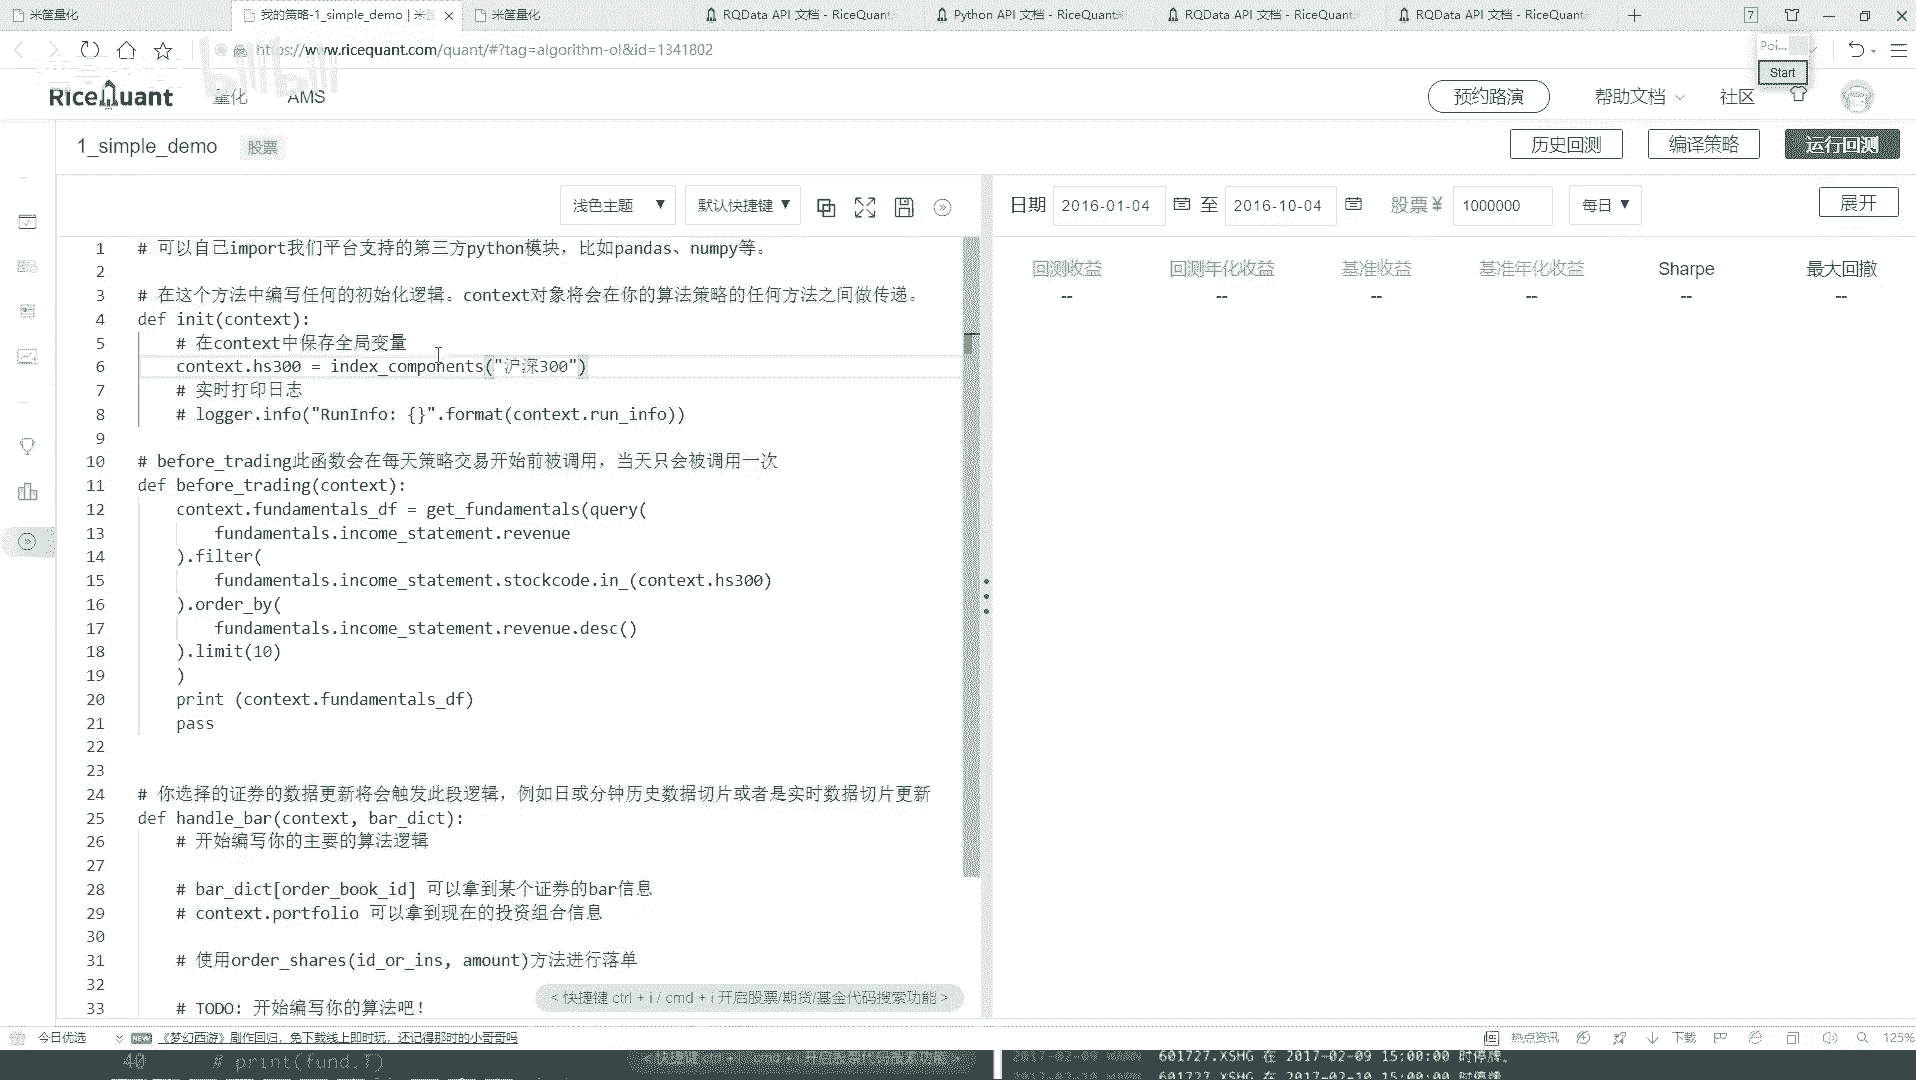 米筐量化
我的策略-1_simple_demo | 米
米筐量化
RQData API 文档 - RiceQuant
Python API 文档 - RiceQuant
RQData API 文档 - RiceQuant
RQData API 文档 - RiceQuant
7
https://www.ricequant.com/quant/#?tag=algorithm-ol&id=1341802
Poi...
Start
bilibili
RiceQuant
量化
AMS
预约路演
帮助文档
社区
1_simple_demo
股票
历史回测
编译策略
运行回测
浅色主题 ▼
默认快捷键 ▼
日期
2016-01-04
至
2016-10-04
股票 ¥
1000000
每日 ▼
展开
回测收益
回测年化收益
基准收益
基准年化收益
Sharpe
最大回撤
-- -- -- -- -- --
1 # 可以自己import我们平台支持的第三方python模块，比如pandas、numpy等。
2
3 # 在这个方法中编写任何的初始化逻辑。context对象将会在你的算法策略的任何方法之间做传递。
4 def init(context):
5 # 在context中保存全局变量
6 context.hs300 = index_components("沪深300")
7 # 实时打印日志
8 # logger.info("RunInfo: {}".format(context.run_info))
9
10 # before_trading此函数会在每天策略交易开始前被调用，当天只会被调用一次
11 def before_trading(context):
12 context.fundamentals_df = get_fundamentals(query(
13 fundamentals.income_statement.revenue
14 ).filter(
15 fundamentals.income_statement.stockcode.in_(context.hs300)
16 ).order_by(
17 fundamentals.income_statement.revenue.desc()
18 ).limit(10)
19 )
20 print (context.fundamentals_df)
21 pass
22
23
24 # 你选择的证券的数据更新将会触发此段逻辑，例如日或分钟历史数据切片或者是实时数据切片更新
25 def handle_bar(context, bar_dict):
26 # 开始编写你的主要的算法逻辑
27
28 # bar_dict[order_book_id] 可以拿到某个证券的bar信息
29 # context.portfolio 可以拿到现在的投资组合信息
30
31 # 使用order_shares(id_or_ins, amount)方法进行落单
32
33 # TODO: 开始编写你的算法吧！
< 快捷键 ctrl + i / cmd + i 开启股票/期货/基金代码搜索功能 >
今日优选
NEW
《梦幻西游》剧作回归，免下载线上即时玩，还记得那时的小哥哥吗
热点资讯
下载
125%
40 # print(fund.T)
2017-02-09 WARN 601727.XSHG 在 2017-02-09 15:00:00 时停牌。
2017-02-10 WARN 601727.XSHG 在 2017-02-10 15:00:00 时停牌。